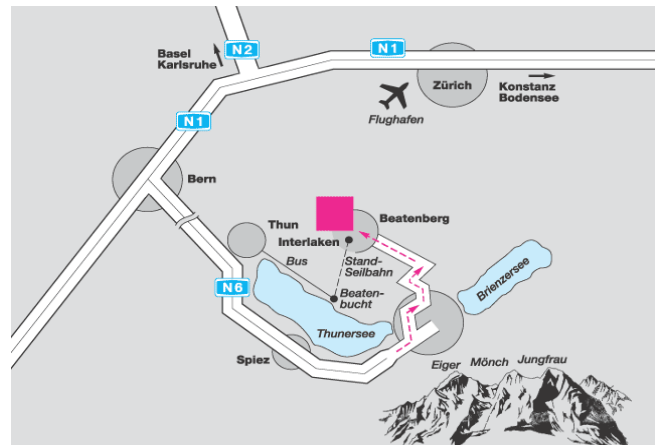 N2
N1
Basel
Karlsruhe
Zürich
Konstanz
Bodensee
Flughafen
N1
Bern
Thun
Beatenberg
Interlaken
Bus
Stand-
Seilbahn
N6
Beaten-
bucht
Brienzersee
Thunersee
Spiez
Eiger Mönch Jungfrau